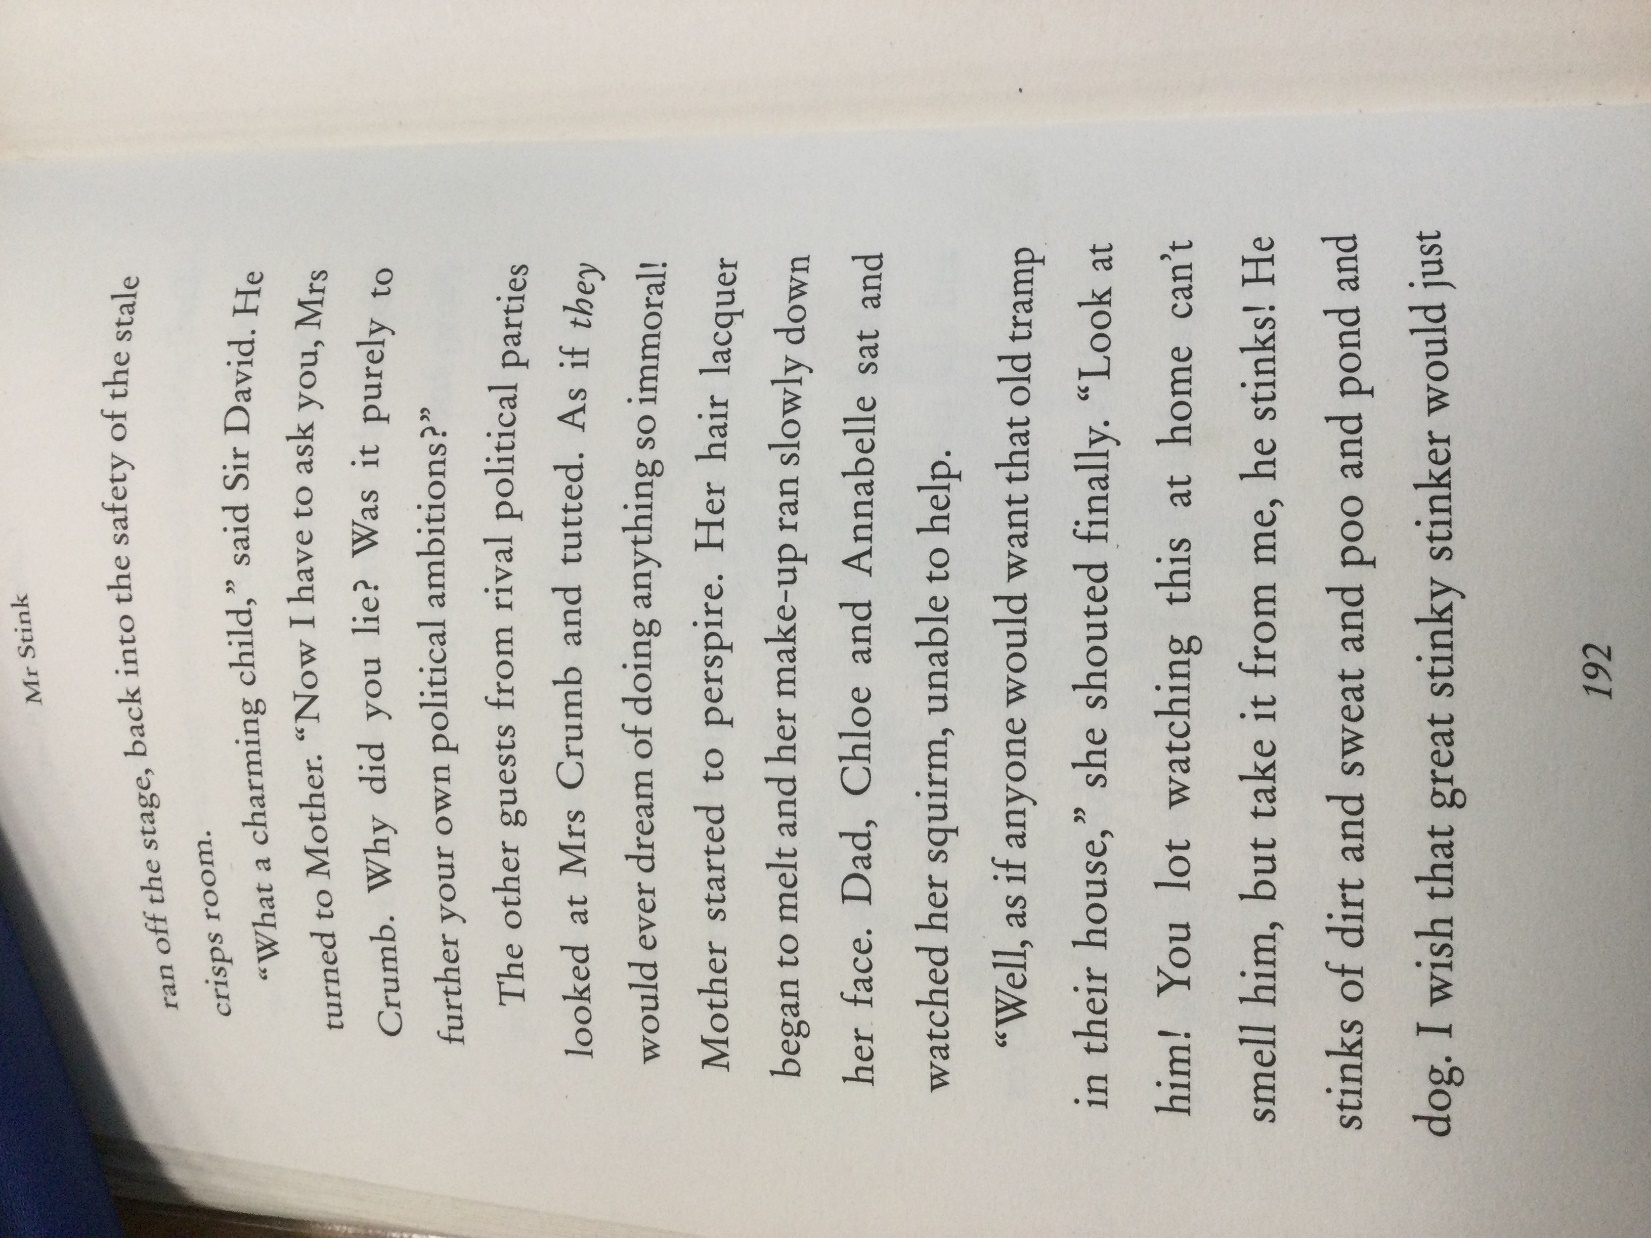 Mr Stink
ran off the stage, back into the safety of the stale
crisps room.
“What a charming child,” said Sir David. He
turned to Mother. “Now I have to ask you, Mrs
Crumb. Why did you lie? Was it purely to
further your own political ambitions?”
The other guests from rival political parties
looked at Mrs Crumb and tutted. As if they
would ever dream of doing anything so immoral!
Mother started to perspire. Her hair lacquer
began to melt and her make-up ran slowly down
her face. Dad, Chloe and Annabelle sat and
watched her squirm, unable to help.
“Well, as if anyone would want that old tramp
in their house,” she shouted finally. “Look at
him! You lot watching this at home can’t
smell him, but take it from me, he stinks! He
stinks of dirt and sweat and poo and pond and
dog. I wish that great stinky stinker would just
192